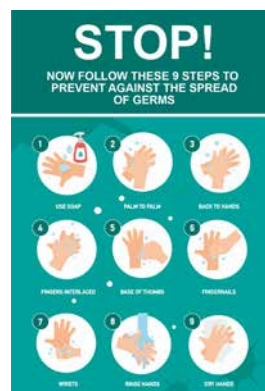 STOP!
NOW FOLLOW THESE 9 STEPS TO
PREVENT AGAINST THE SPREAD
OF GERMS
1
2
3
USE SOAP
PALM TO PALM
BACK TO HANDS
4
5
6
FINGERS INTERLACED
BASE OF THUMBS
FINGERNAILS
7
8
9
WRISTS
RINSE HANDS
DRY HANDS